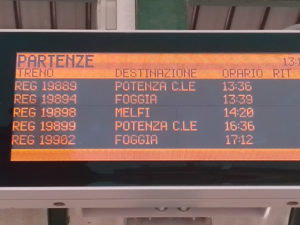 PARTENZE 13:
TRENO DESTINAZIONE ORARIO RIT
REG 19889 POTENZA C.LE 13:36
REG 19894 FOGGIA 13:39
REG 19898 MELFI 14:20
REG 19899 POTENZA C.LE 16:36
REG 19902 FOGGIA 17:12